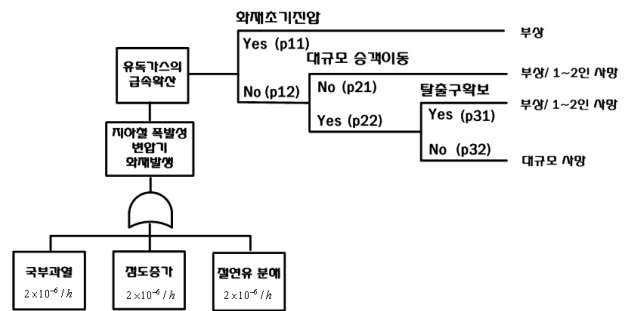 화재초기진압
Yes (p11)
부상
대규모 승객이동
유독가스의
급속확산
No (p12)
No (p21)
부상/ 1~2인 사망
탈출구확보
Yes (p22)
Yes (p31)
부상/ 1~2인 사망
No (p32)
대규모 사망
지하철 폭발성
변압기
화재발생
국부과열
2×10⁻⁶/h
점도증가
2×10⁻⁶/h
절연유 분해
2×10⁻⁶/h